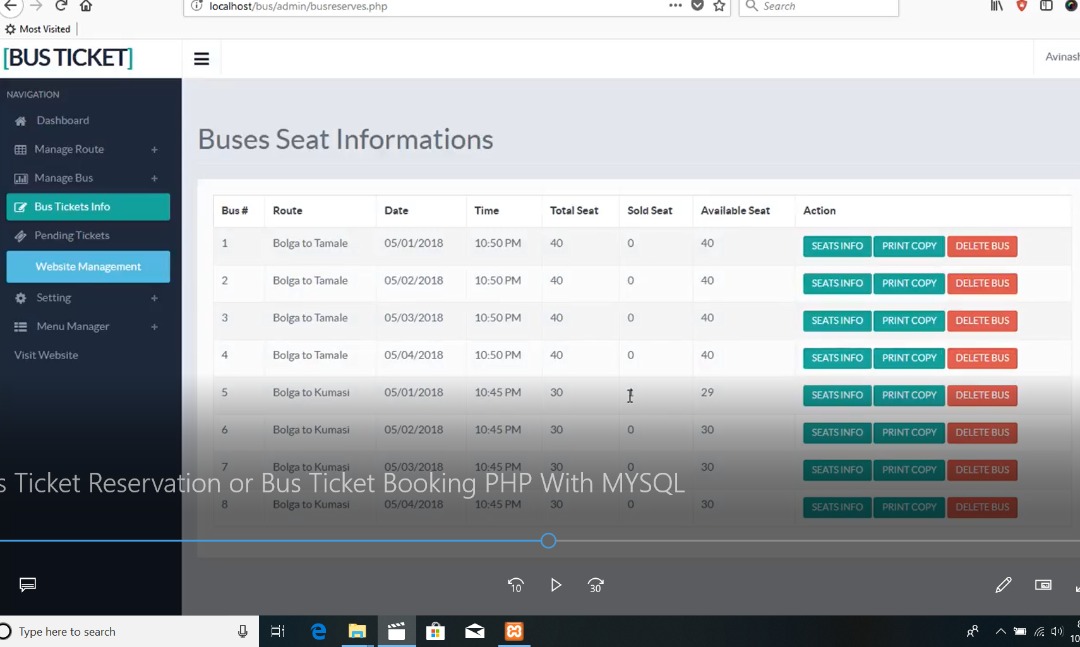 localhost/bus/admin/busreserves.php
Search
Most Visited
[BUS TICKET]
Avinash
NAVIGATION
Dashboard
Manage Route +
Manage Bus +
Bus Tickets Info
Pending Tickets
Website Management
Setting +
Menu Manager +
Visit Website
Buses Seat Informations
Bus # Route Date Time Total Seat Sold Seat Available Seat Action
1 Bolga to Tamale 05/01/2018 10:50 PM 40 0 40 SEATS INFO PRINT COPY DELETE BUS
2 Bolga to Tamale 05/02/2018 10:50 PM 40 0 40 SEATS INFO PRINT COPY DELETE BUS
3 Bolga to Tamale 05/03/2018 10:50 PM 40 0 40 SEATS INFO PRINT COPY DELETE BUS
4 Bolga to Tamale 05/04/2018 10:50 PM 40 0 40 SEATS INFO PRINT COPY DELETE BUS
5 Bolga to Kumasi 05/01/2018 10:45 PM 30 29 SEATS INFO PRINT COPY DELETE BUS
6 Bolga to Kumasi 05/02/2018 10:45 PM 30 0 30 SEATS INFO PRINT COPY DELETE BUS
7 Bolga to Kumasi 05/03/2018 10:45 PM 30 0 30 SEATS INFO PRINT COPY DELETE BUS
s Ticket Reservation or Bus Ticket Booking PHP With MYSQL
8 Bolga to Kumasi 05/04/2018 10:45 PM 30 0 30 SEATS INFO PRINT COPY DELETE BUS
10
30
Type here to search